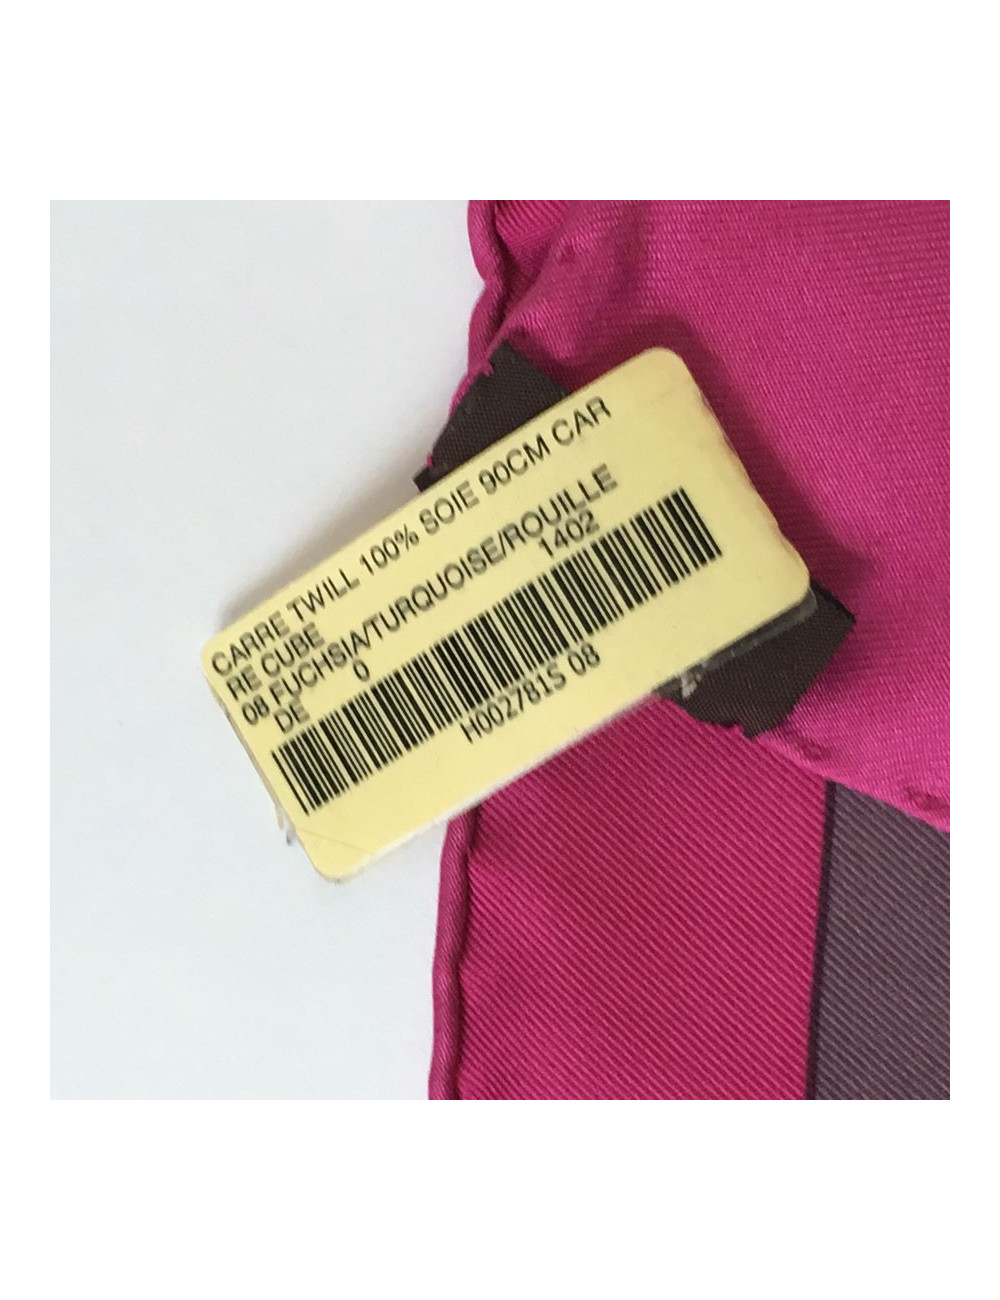 CARRE TWILL 100% SOIE 90CM CAR
RE CUBE
08 FUCHSIA/TURQUOISE/ROUILLE
DE 0 1402
H002781S 08